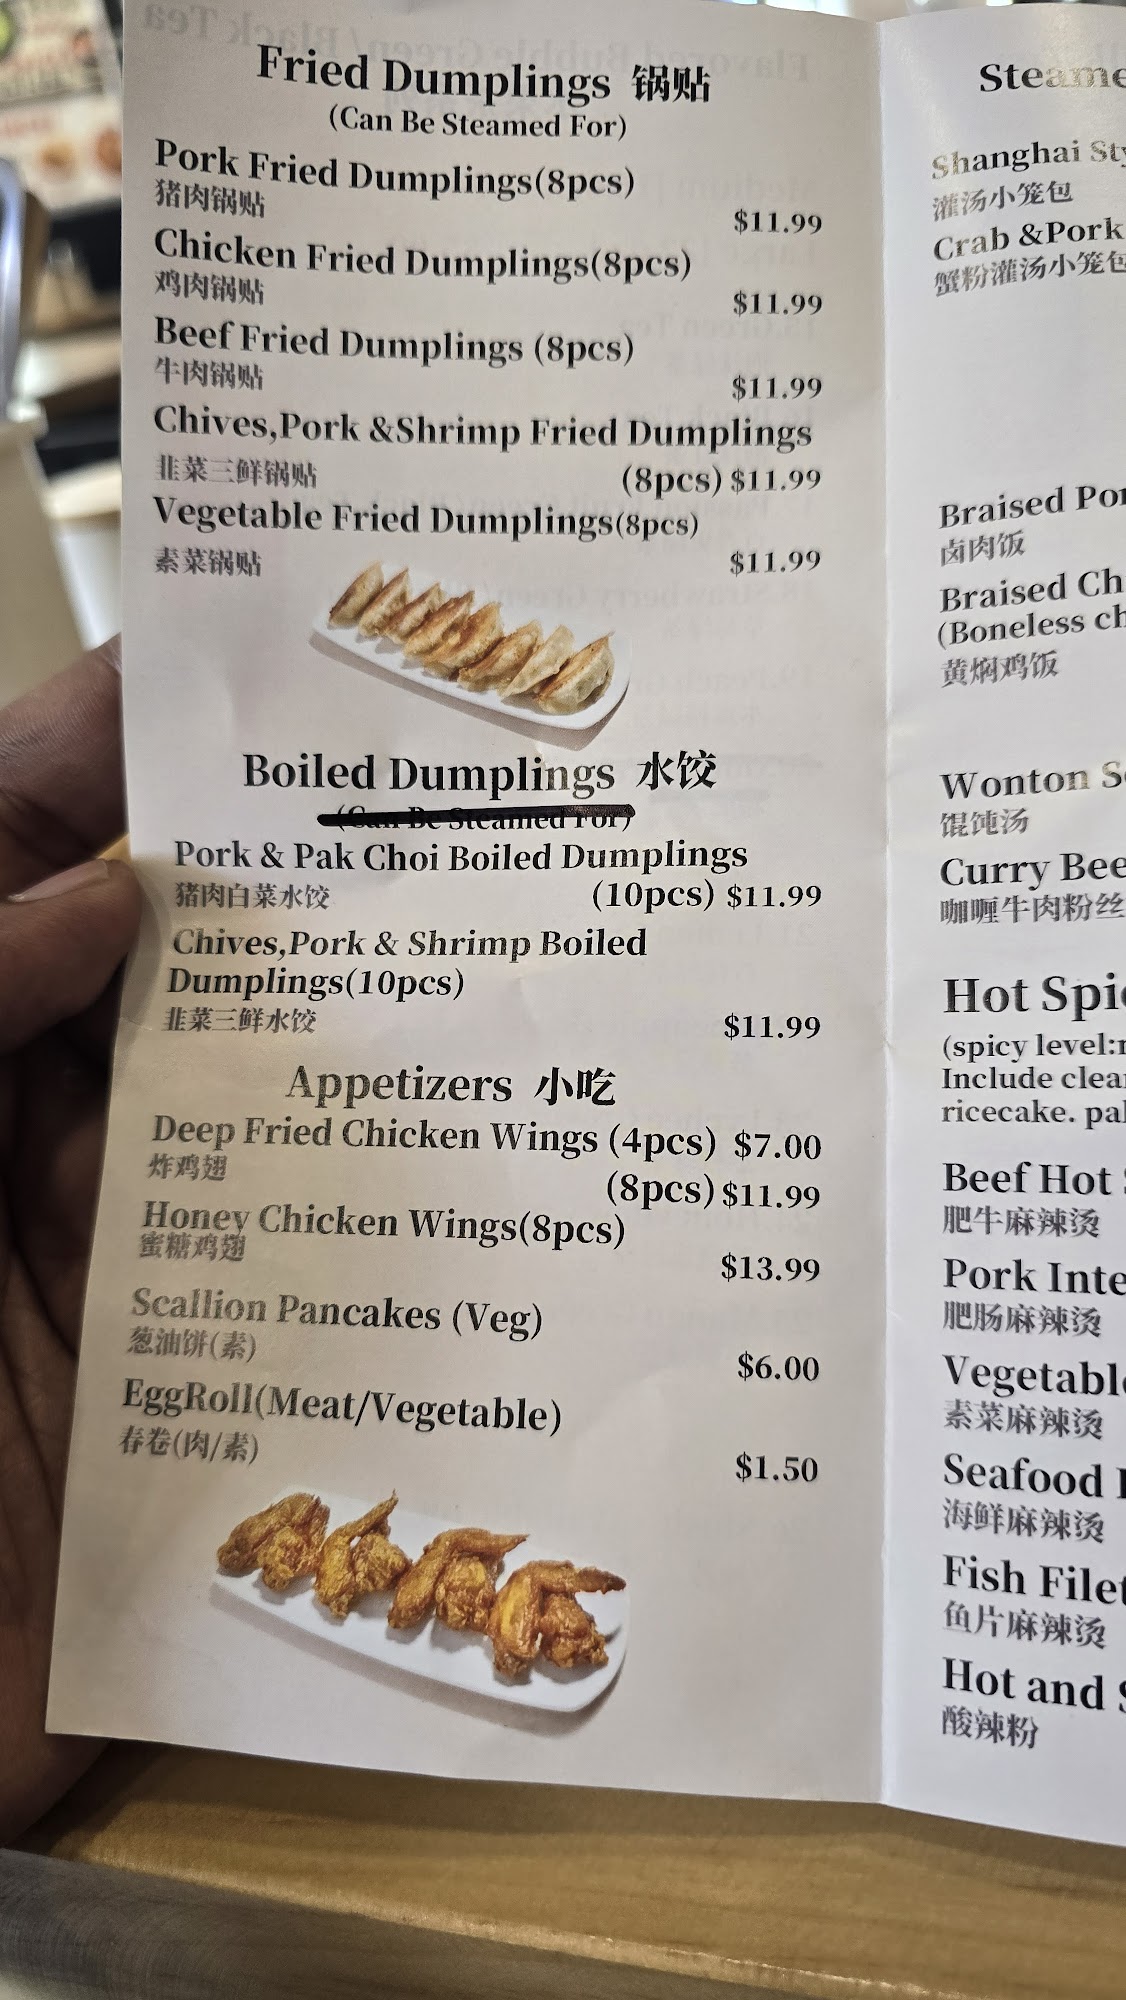 Fried Dumplings 锅贴
(Can Be Steamed For)
Pork Fried Dumplings(8pcs)
猪肉锅贴
$11.99
Chicken Fried Dumplings(8pcs)
鸡肉锅贴
$11.99
Beef Fried Dumplings (8pcs)
牛肉锅贴
$11.99
Chives,Pork &Shrimp Fried Dumplings
韭菜三鲜锅贴 (8pcs) $11.99
Vegetable Fried Dumplings(8pcs)
素菜锅贴 $11.99
Boiled Dumplings 水饺
(Can Be Steamed For)
Pork & Pak Choi Boiled Dumplings
猪肉白菜水饺 (10pcs) $11.99
Chives,Pork & Shrimp Boiled
Dumplings(10pcs)
韭菜三鲜水饺 $11.99
Appetizers 小吃
Deep Fried Chicken Wings (4pcs) $7.00
炸鸡翅
(8pcs) $11.99
Honey Chicken Wings(8pcs)
蜜糖鸡翅
$13.99
Scallion Pancakes (Veg)
葱油饼(素)
$6.00
EggRoll(Meat/Vegetable)
春卷(肉/素)
$1.50
Steame
Shanghai Sty
灌汤小笼包
Crab &Pork
蟹粉灌汤小笼包
Braised Por
卤肉饭
Braised Ch
(Boneless ch
黄焖鸡饭
Wonton S
馄饨汤
Curry Bee
咖喱牛肉粉丝
Hot Spic
(spicy level:
Include clea
ricecake. pa
Beef Hot
肥牛麻辣烫
Pork Inte
肥肠麻辣烫
Vegetable
素菜麻辣烫
Seafood
海鲜麻辣烫
Fish Filet
鱼片麻辣烫
Hot and S
酸辣粉